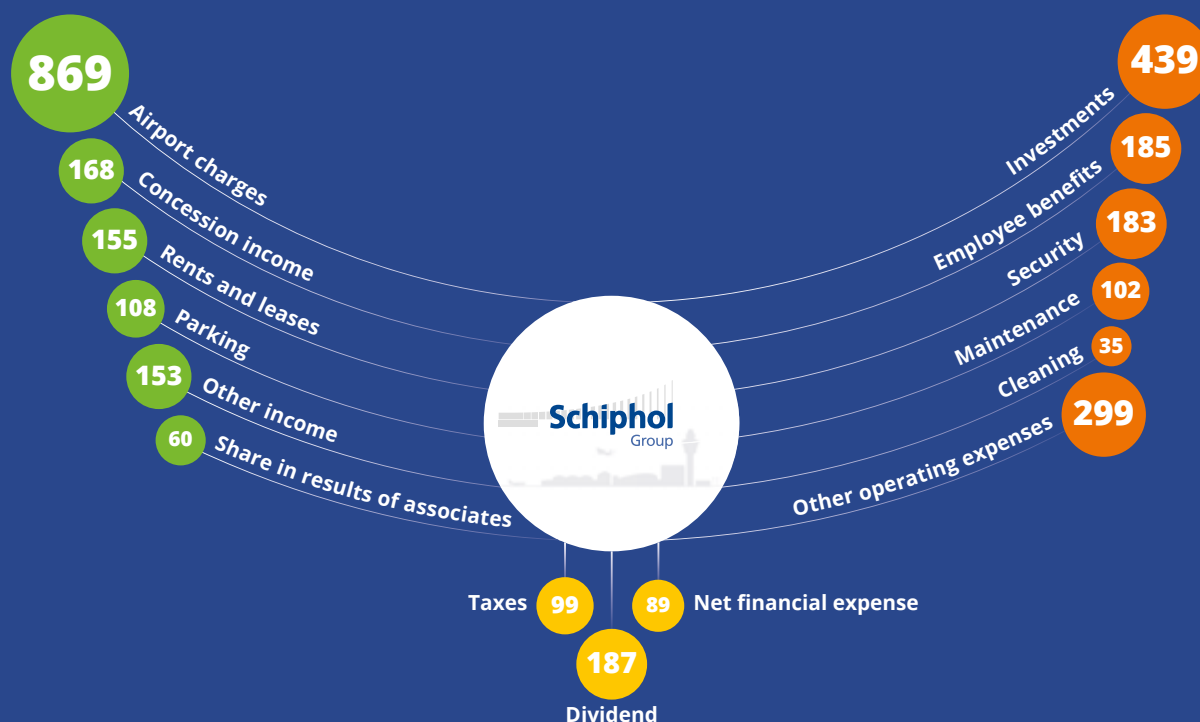 869
Airport charges
168
Concession income
155
Rents and leases
108
Parking
153
Other income
60
Share in results of associates
439
Investments
185
Employee benefits
183
Security
102
Maintenance
35
Cleaning
299
Other operating expenses
Schiphol
Group
Taxes
99
89
Net financial expense
187
Dividend